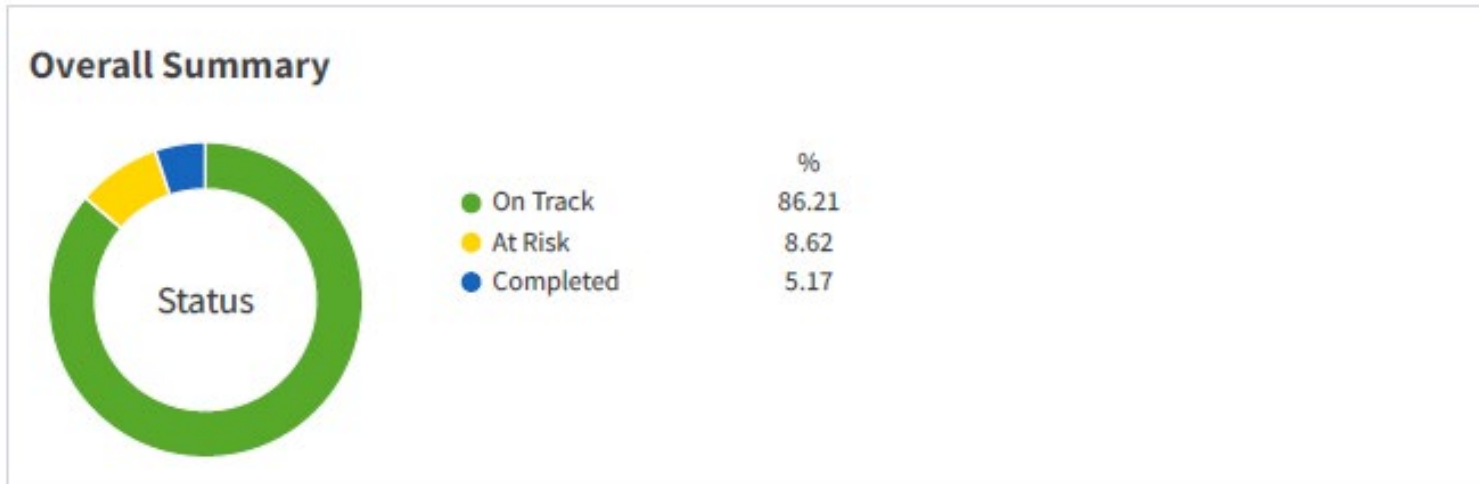 Overall Summary
%
On Track 86.21
At Risk 8.62
Completed 5.17
Status